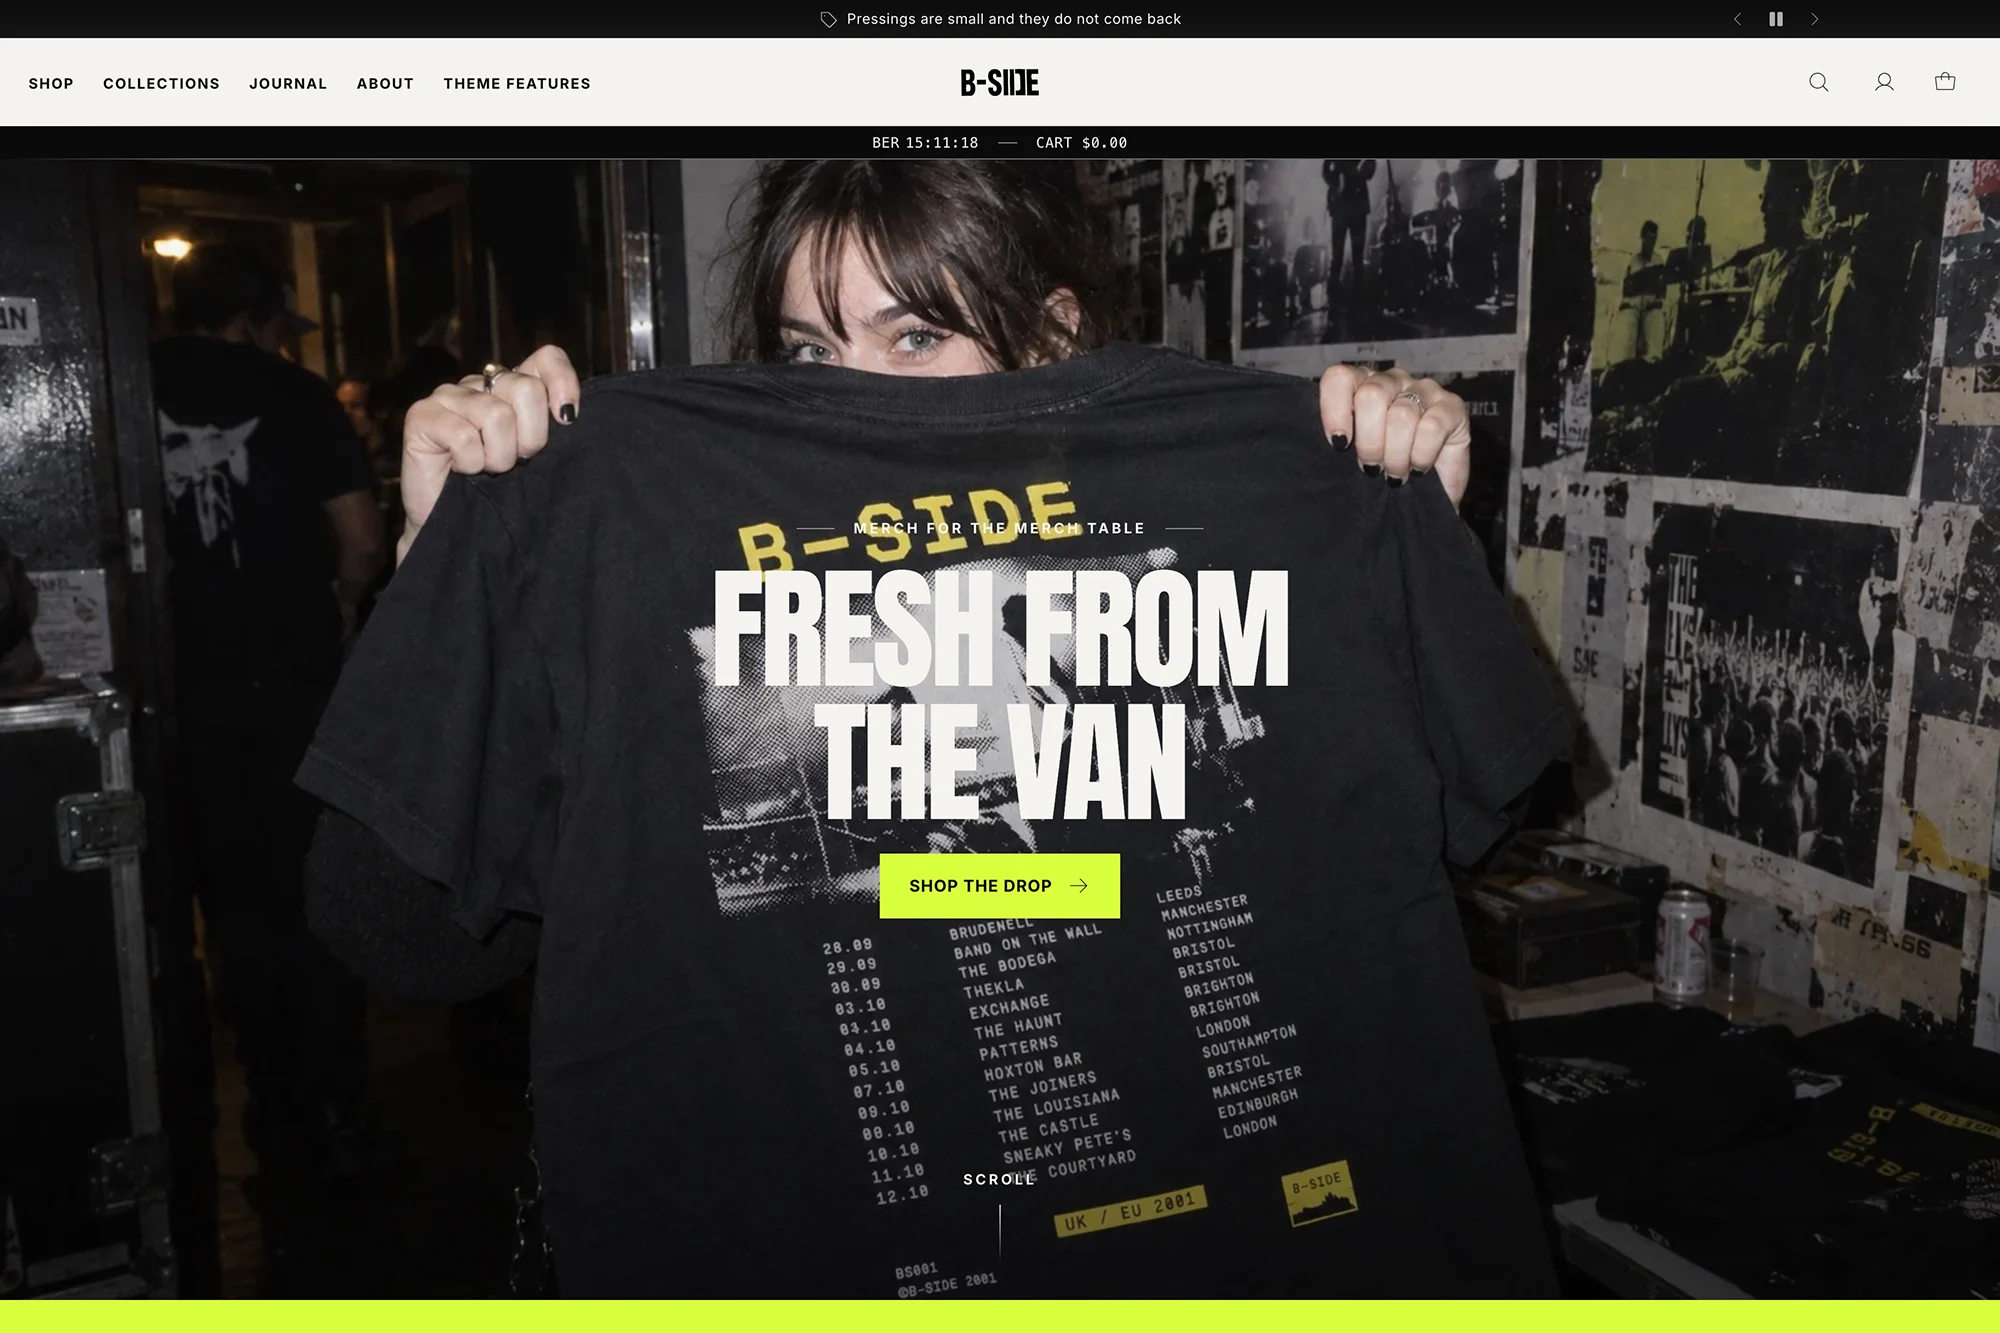 Pressings are small and they do not come back
SHOP COLLECTIONS JOURNAL ABOUT THEME FEATURES
B-SIDE
BER 15:11:18 — CART $0.00
B-SIDE
MERCH FOR THE MERCH TABLE
FRESH FROM
THE VAN
SHOP THE DROP
BRUDENELL LEEDS
28.09 BAND ON THE WALL MANCHESTER
29.09 THE BODEGA NOTTINGHAM
30.09 THEKLA BRISTOL
03.10 EXCHANGE BRISTOL
03.10 THE HAUNT BRIGHTON
04.10 PATTERNS BRIGHTON
05.10 HOXTON BAR LONDON
07.10 THE JOINERS SOUTHAMPTON
09.10 THE LOUISIANA BRISTOL
08.10 THE CASTLE MANCHESTER
10.10 SNEAKY PETE'S EDINBURGH
11.10 THE COURTYARD LONDON
12.10
SCROLL
UK / EU 2001
B-SIDE
BS001
©B-SIDE 2001